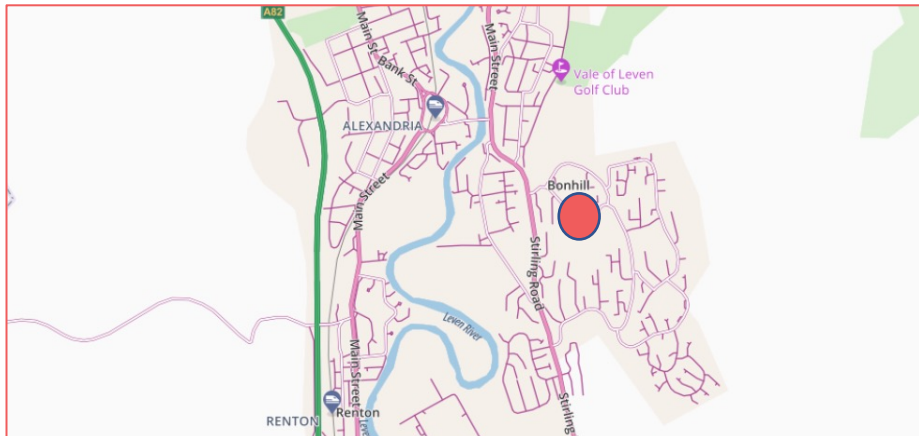 A82
Main St
Bank St
Main Street
Vale of Leven
Golf Club
ALEXANDRIA
Main Street
Bonhill
Stirling Road
Leven River
Main Street
Renton
RENTON
Stirling
Leve